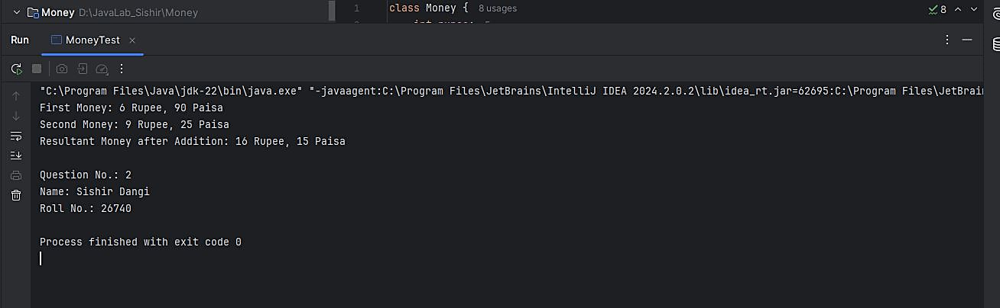 Money D:\JavaLab_Sishir\Money
1 class Money { 8 usages
8
Run MoneyTest
"C:\Program Files\Java\jdk-22\bin\java.exe" "-javaagent:C:\Program Files\JetBrains\IntelliJ IDEA 2024.2.0.2\lib\idea_rt.jar=62695:C:\Program Files\JetBrain
First Money: 6 Rupee, 90 Paisa
Second Money: 9 Rupee, 25 Paisa
Resultant Money after Addition: 16 Rupee, 15 Paisa
Question No.: 2
Name: Sishir Dangi
Roll No.: 26740
Process finished with exit code 0